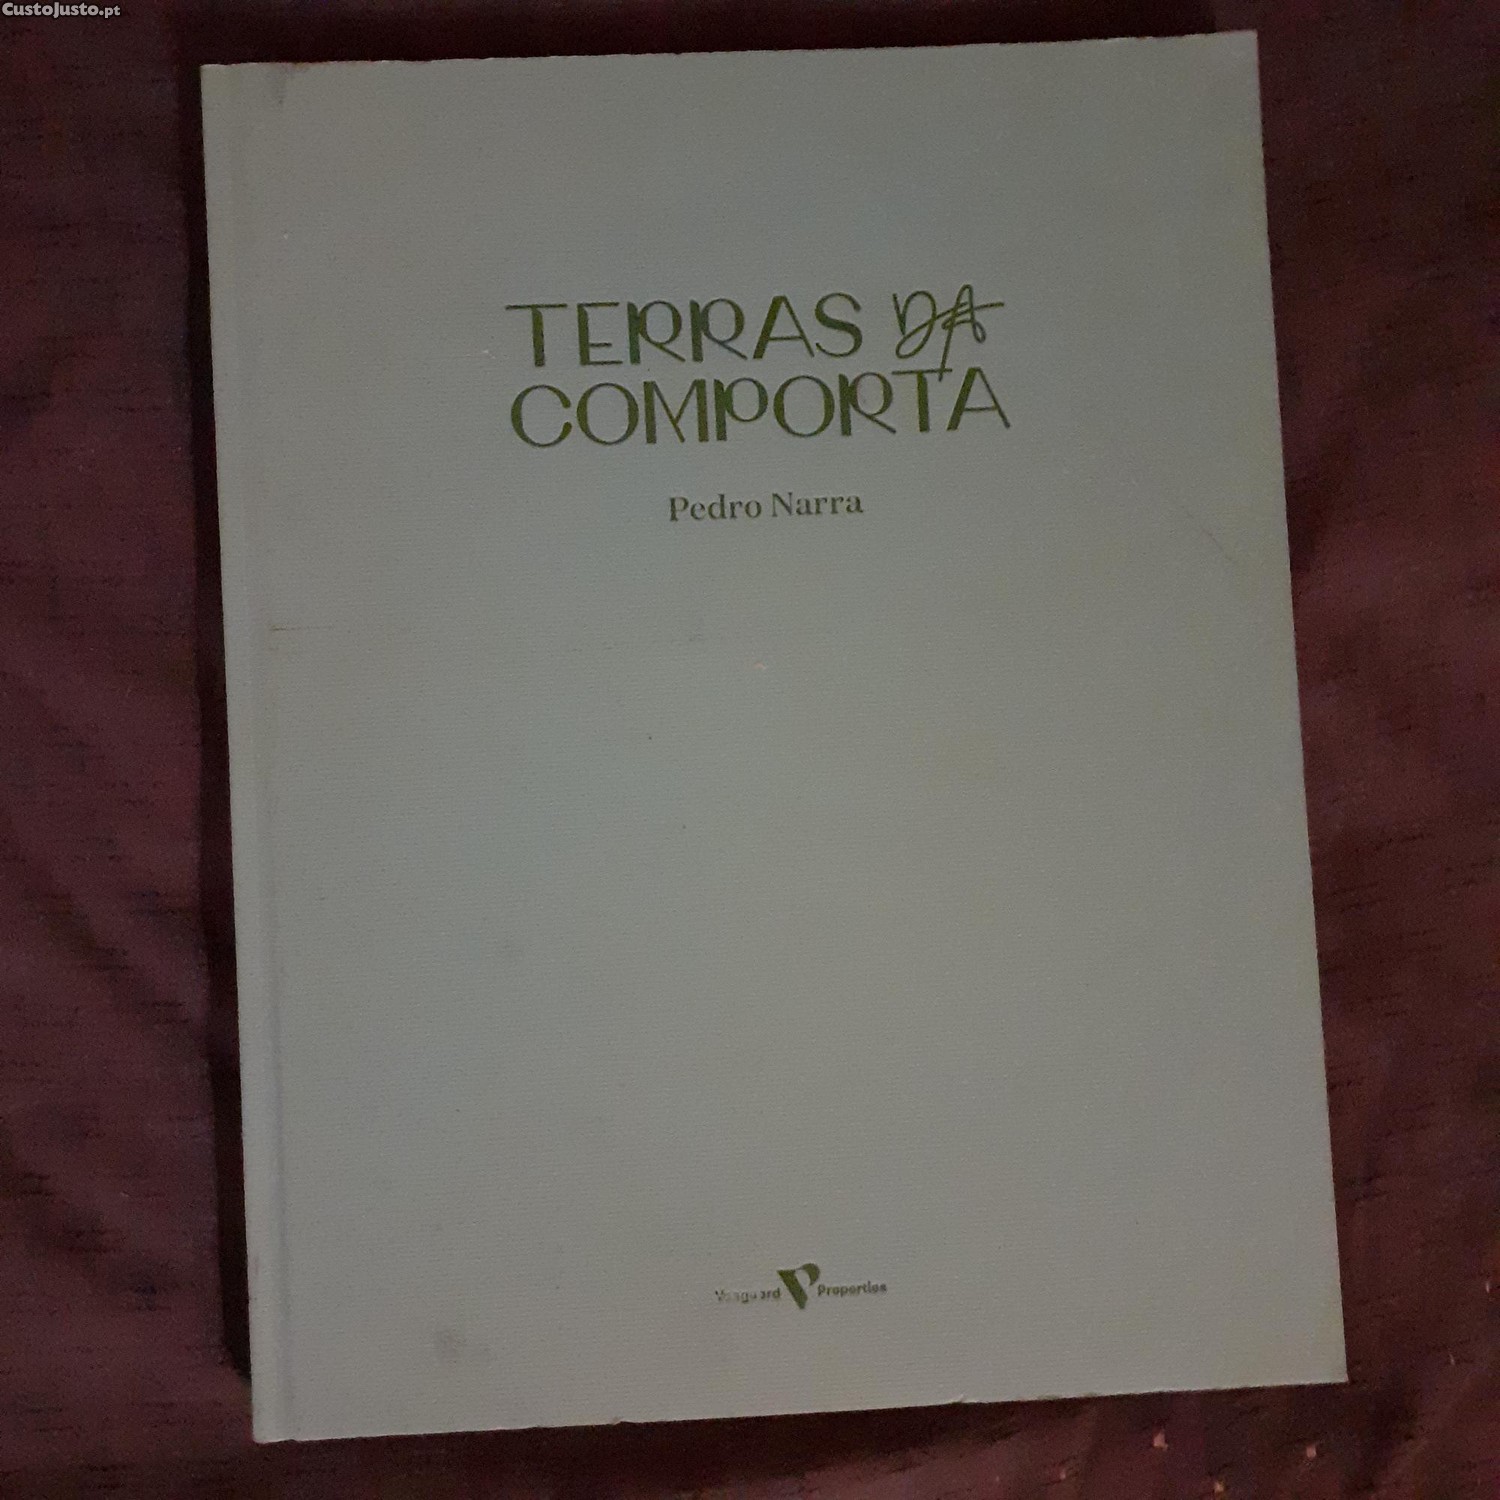 CustoJusto.pt
TERRAS DA
COMPORTA
Pedro Narra
Vanguard Properties